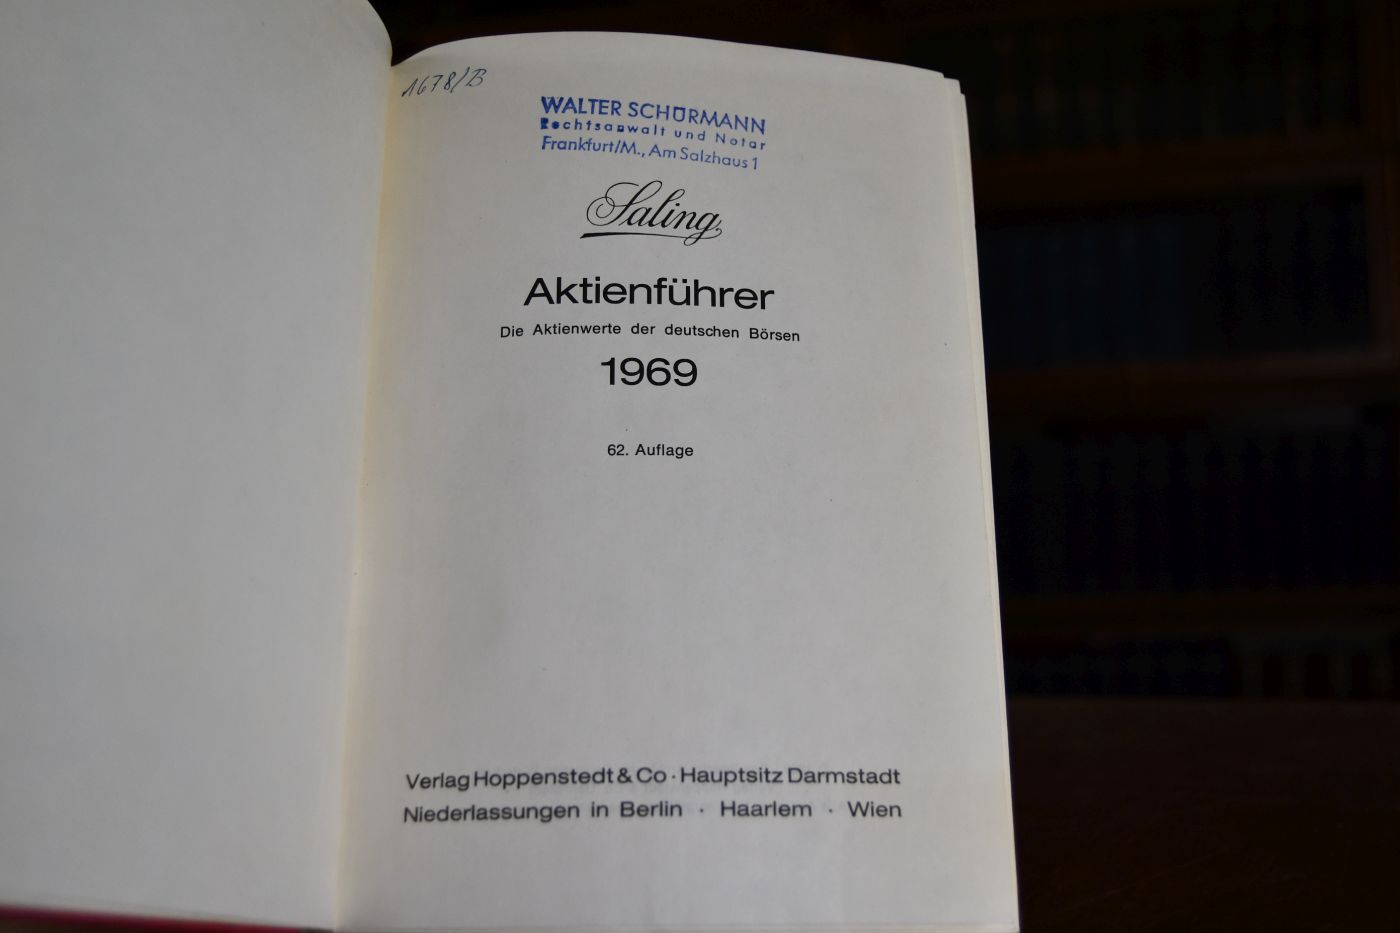 1678/B
WALTER SCHÜRMANN
Rechtsanwalt und Notar
Frankfurt/M., Am Salzhaus 1
Saling
Aktienführer
Die Aktienwerte der deutschen Börsen
1969
62. Auflage
Verlag Hoppenstedt & Co · Hauptsitz Darmstadt
Niederlassungen in Berlin · Haarlem · Wien